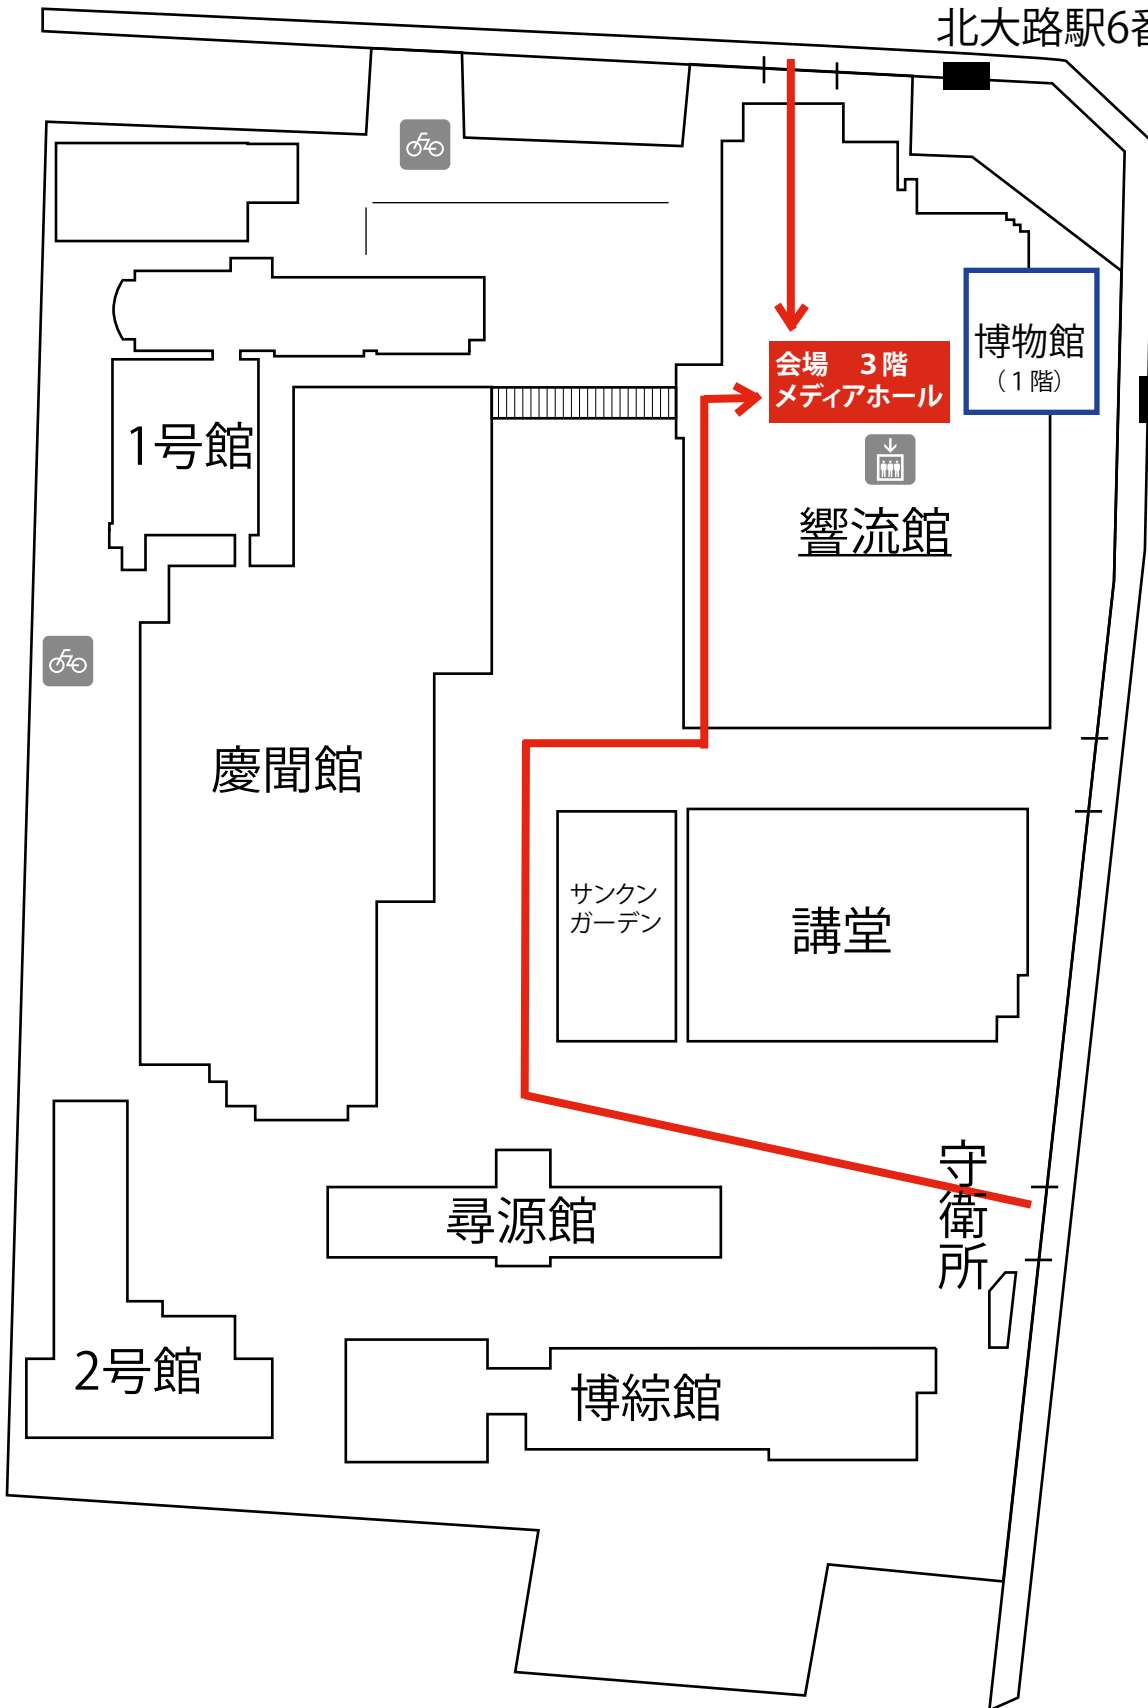 北大路駅6番
会場　3階
メディアホール
博物館
（1階）
1号館
響流館
慶聞館
サンクン
ガーデン
講堂
守衛所
尋源館
2号館
博綜館